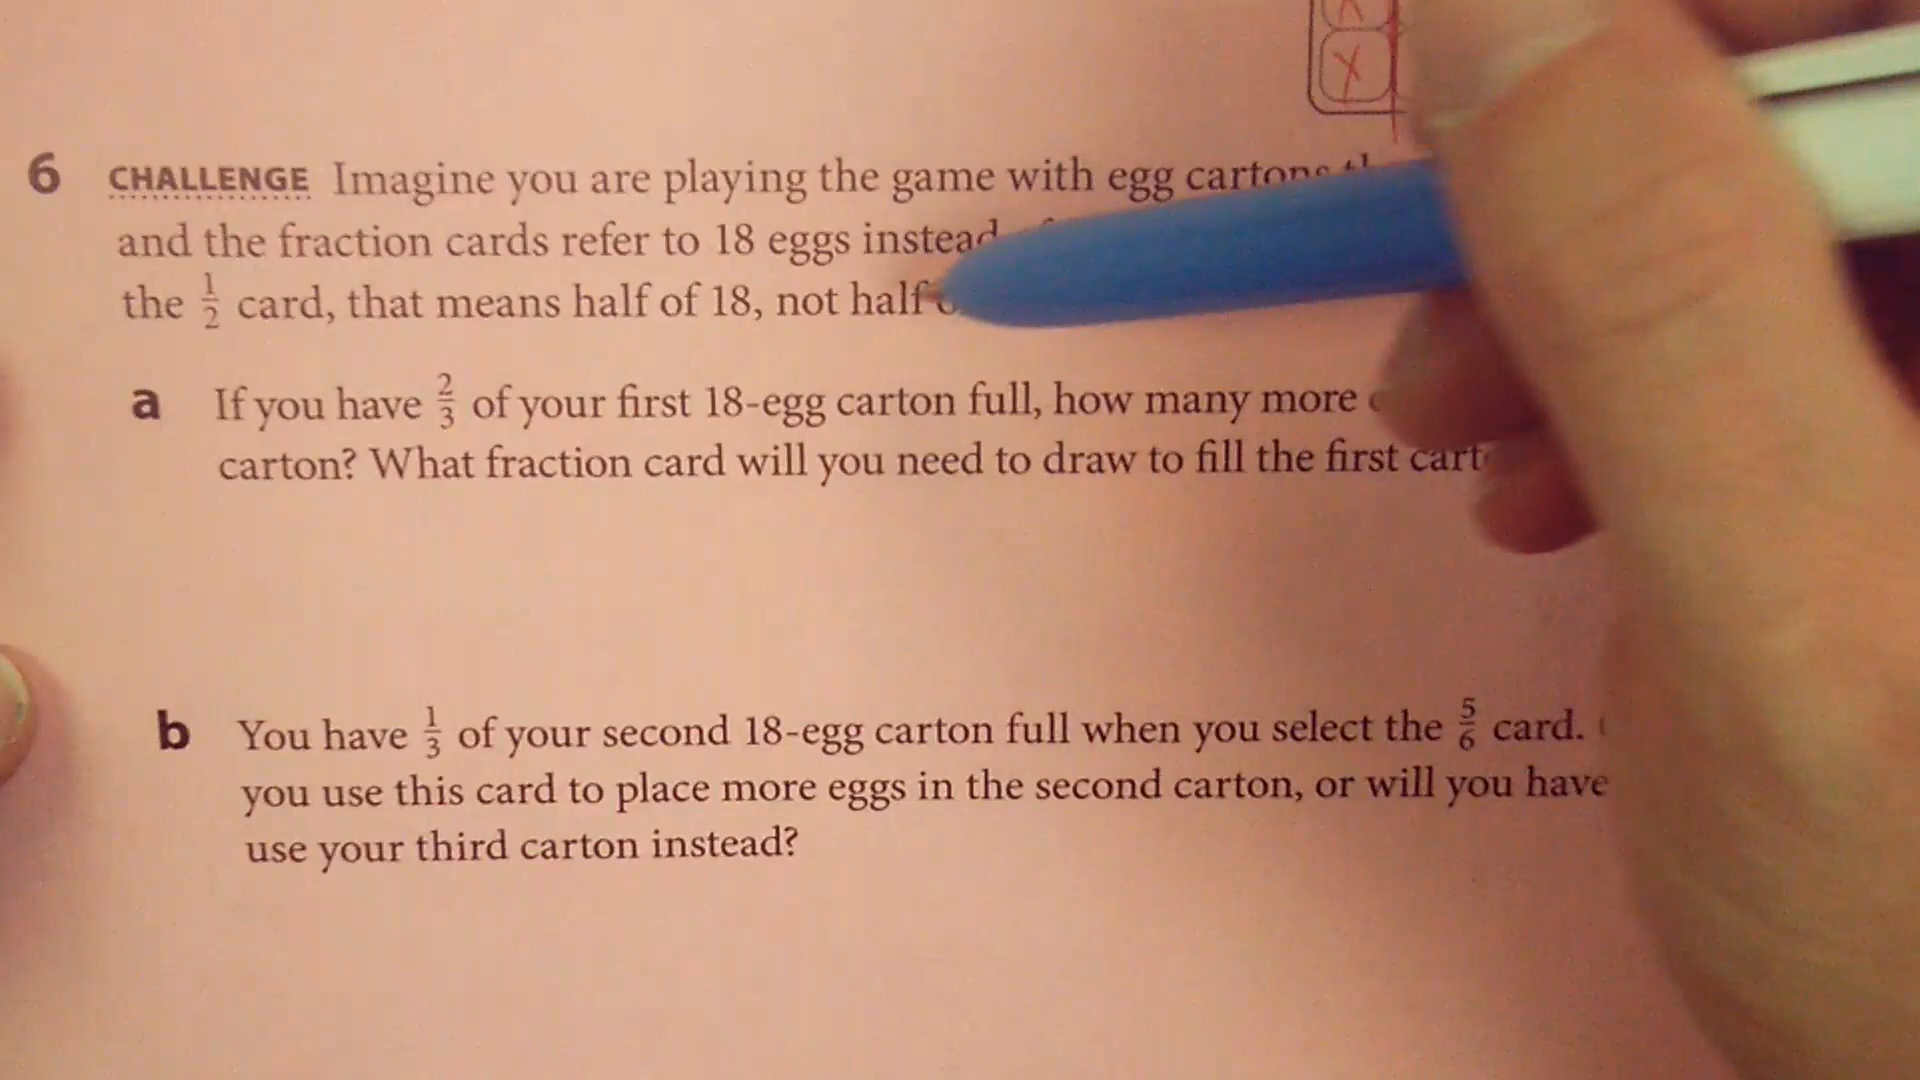 X
6 CHALLENGE Imagine you are playing the game with egg cartons
and the fraction cards refer to 18 eggs instead
the 1/2 card, that means half of 18, not half
a If you have 2/3 of your first 18-egg carton full, how many more
carton? What fraction card will you need to draw to fill the first
b You have 1/3 of your second 18-egg carton full when you select the 5/6 card.
you use this card to place more eggs in the second carton, or will you have
use your third carton instead?